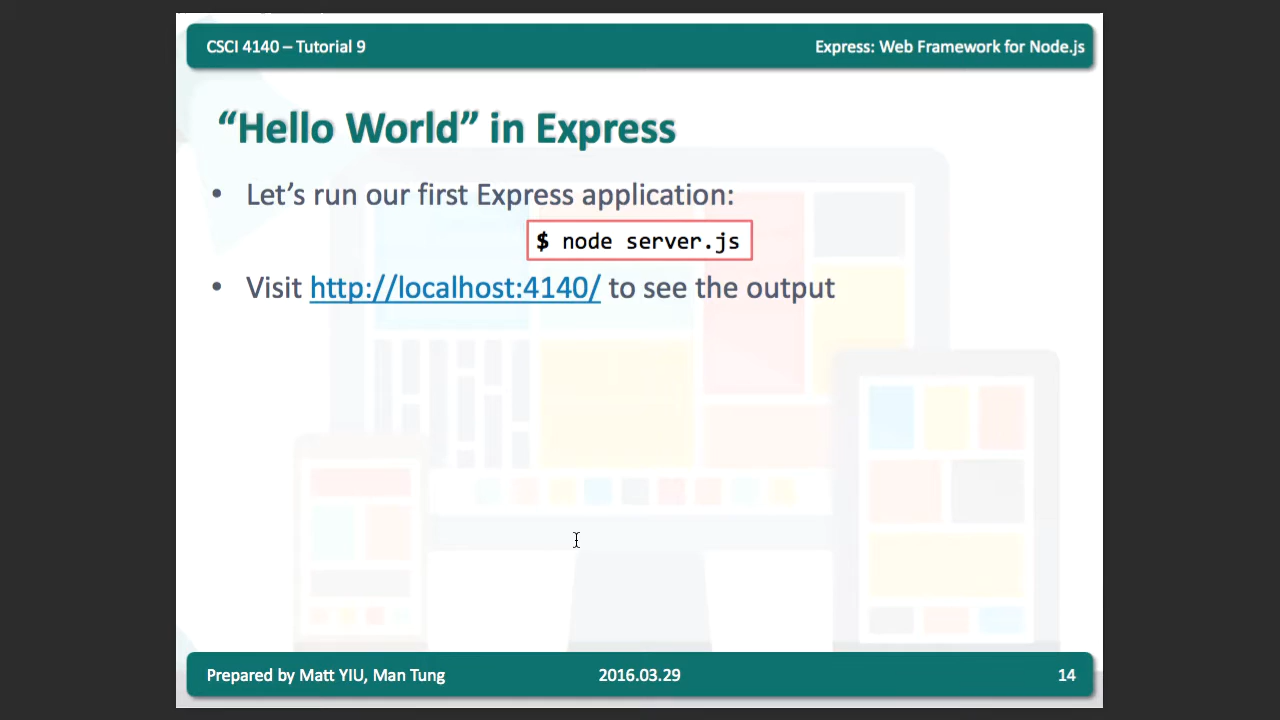 CSCI 4140 – Tutorial 9
Express: Web Framework for Node.js
“Hello World” in Express
• Let’s run our first Express application:
$ node server.js
• Visit http://localhost:4140/ to see the output
Prepared by Matt YIU, Man Tung
2016.03.29
14